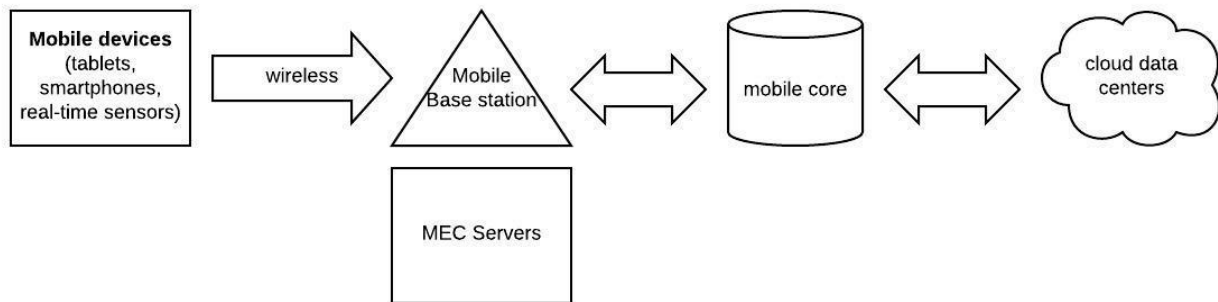 Mobile devices
(tablets,
smartphones,
real-time sensors)
wireless
Mobile
Base station
mobile core
cloud data
centers
MEC Servers